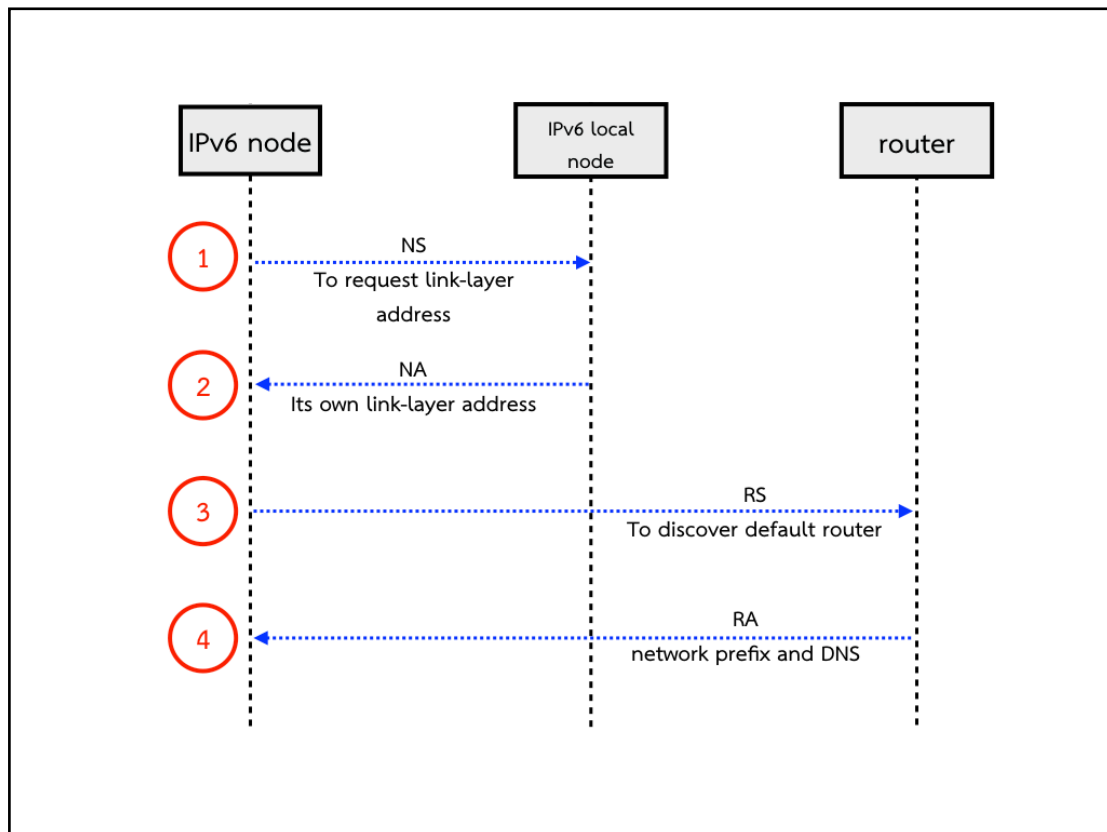 IPv6 node
IPv6 local
node
router
1
NS
To request link-layer
address
2
NA
Its own link-layer address
3
RS
To discover default router
4
RA
network prefix and DNS